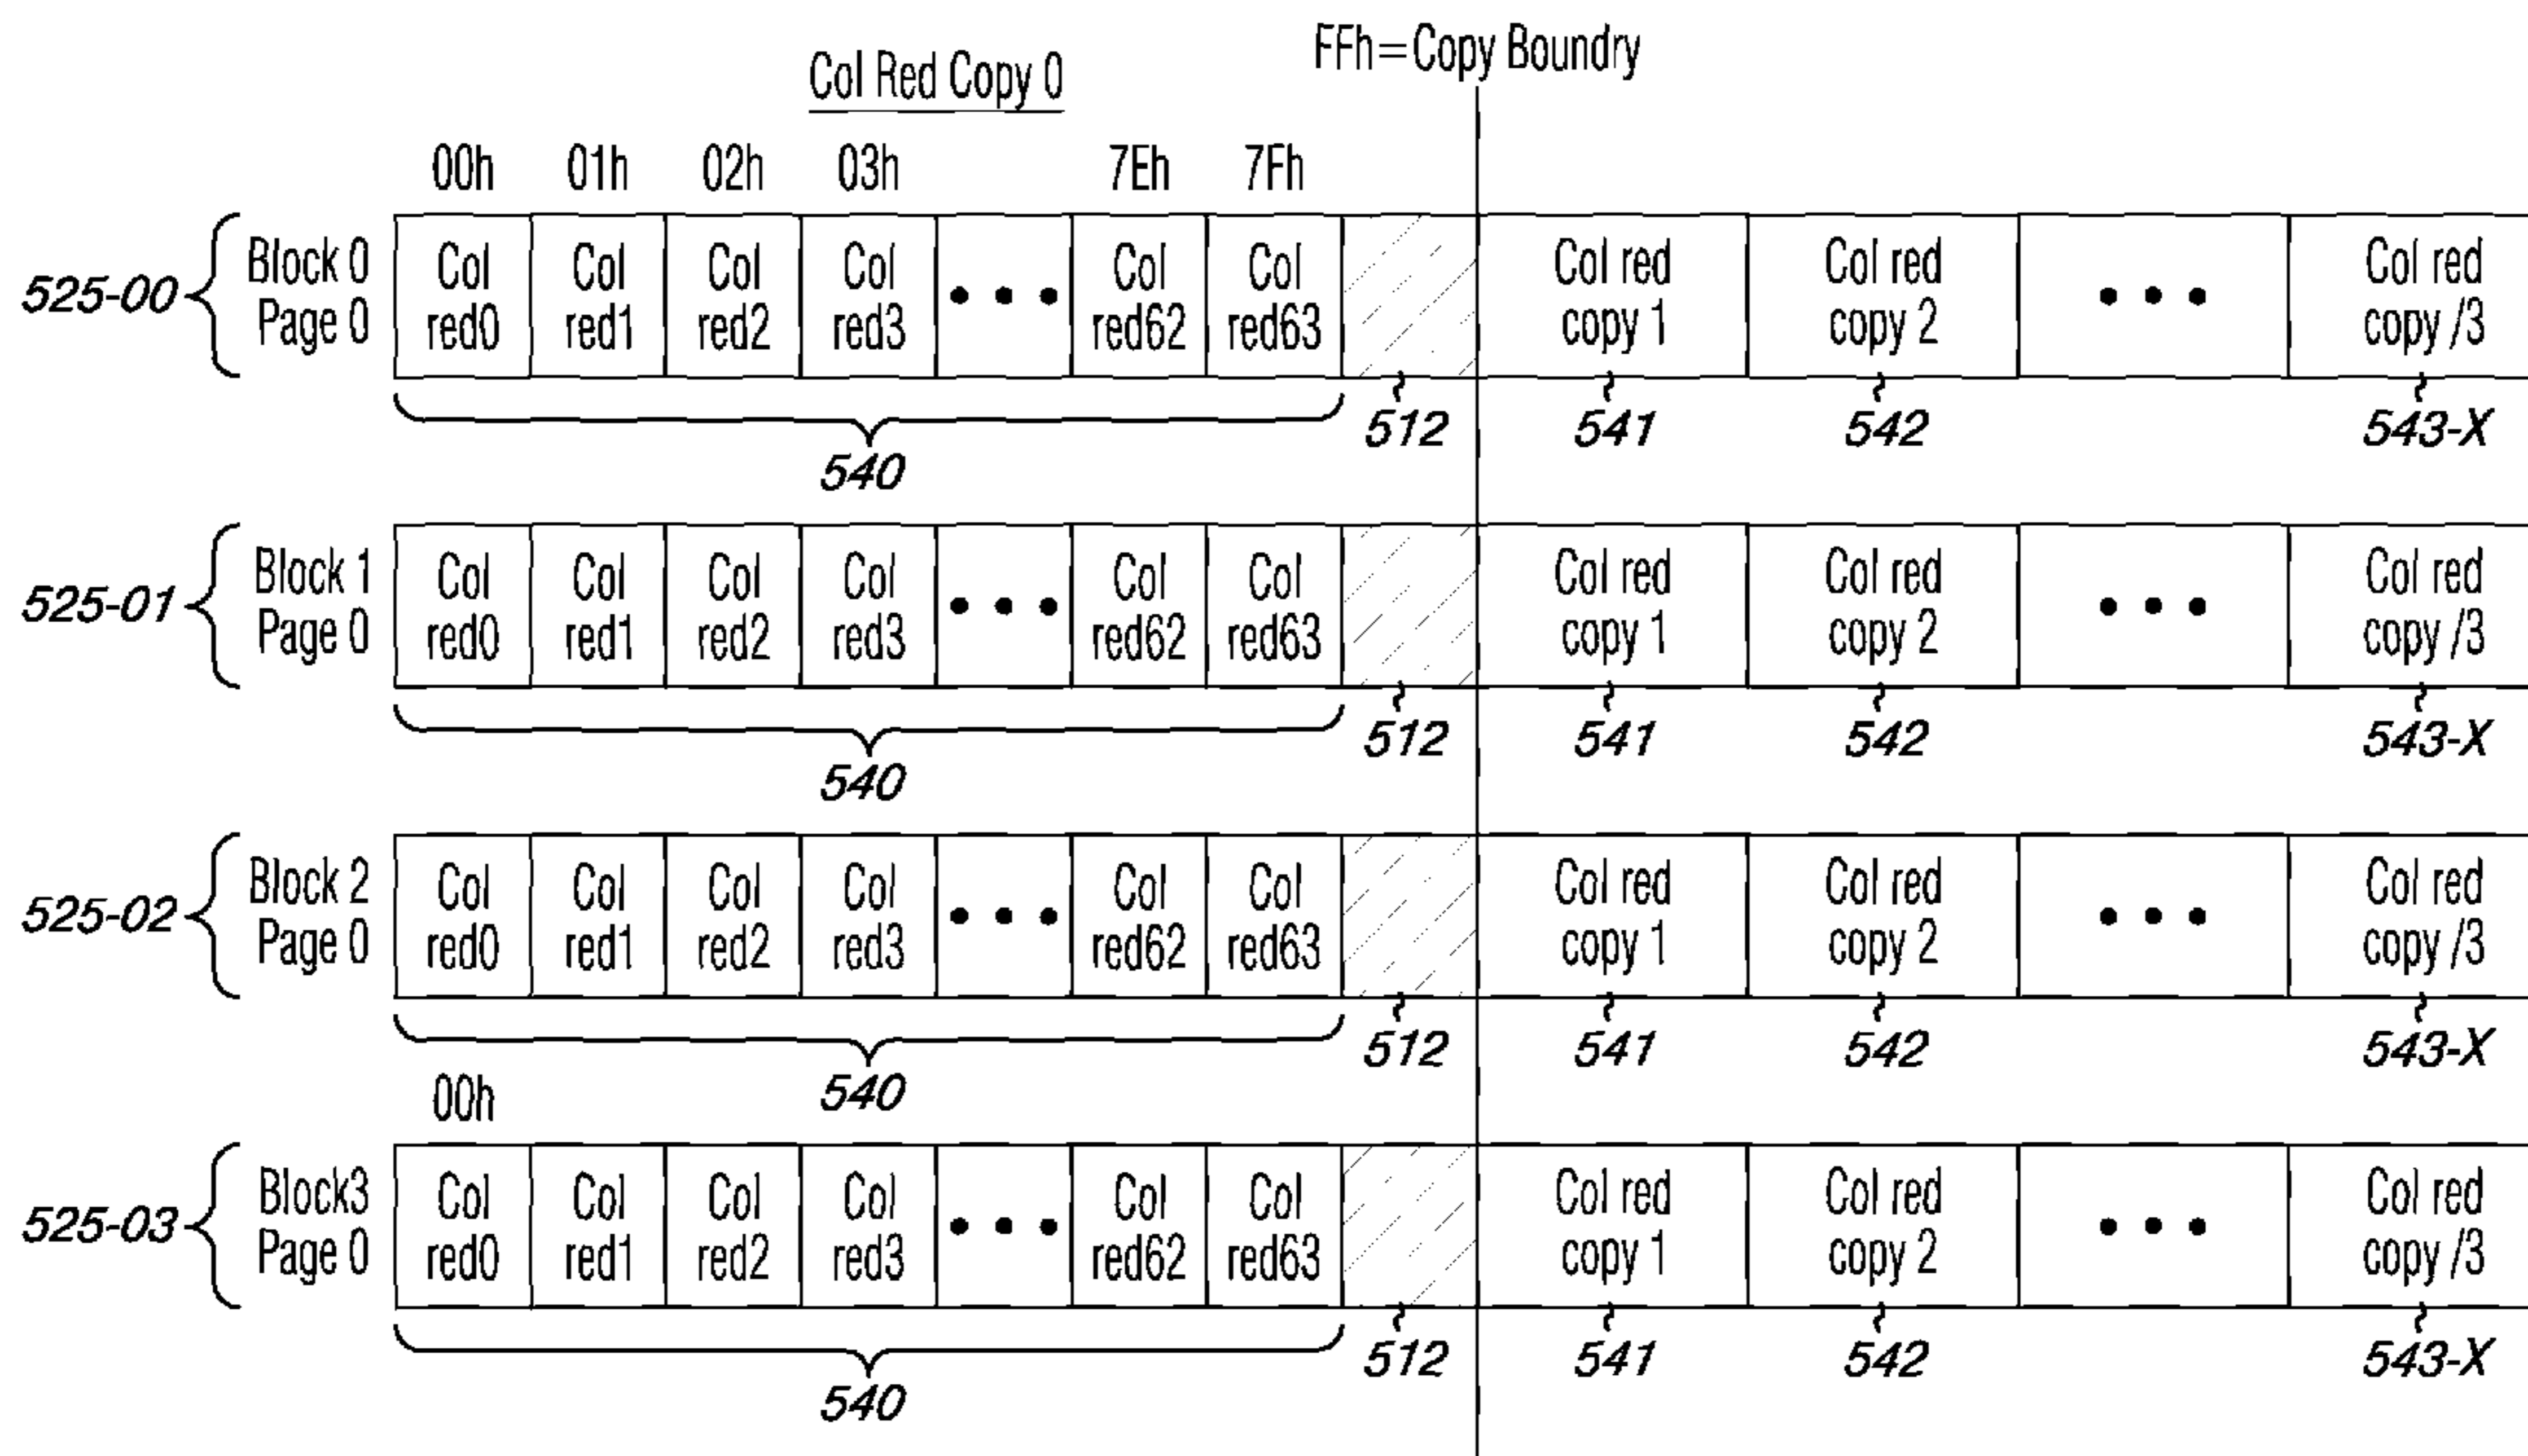 FFh=Copy Boundry
Col Red Copy 0
00h 01h 02h 03h 7Eh 7Fh
525-00 Block 0 Page 0 Col red0 Col red1 Col red2 Col red3 ••• Col red62 Col red63 Col red copy 1 Col red copy 2 ••• Col red copy /3
540 512 541 542 543-X
525-01 Block 1 Page 0 Col red0 Col red1 Col red2 Col red3 ••• Col red62 Col red63 Col red copy 1 Col red copy 2 ••• Col red copy /3
540 512 541 542 543-X
525-02 Block 2 Page 0 Col red0 Col red1 Col red2 Col red3 ••• Col red62 Col red63 Col red copy 1 Col red copy 2 ••• Col red copy /3
540 512 541 542 543-X
00h
525-03 Block3 Page 0 Col red0 Col red1 Col red2 Col red3 ••• Col red62 Col red63 Col red copy 1 Col red copy 2 ••• Col red copy /3
540 512 541 542 543-X